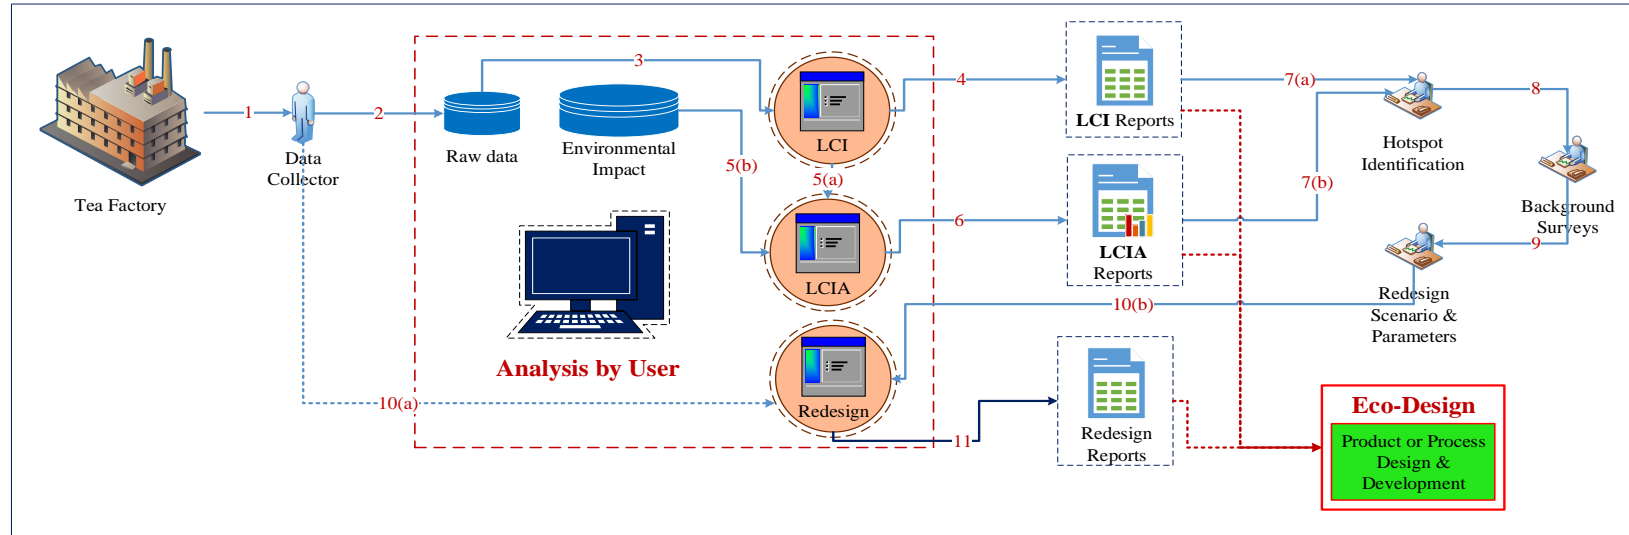 1
2
3
4
5(a)
5(b)
6
7(a)
7(b)
8
9
10(a)
10(b)
11
Tea Factory
Data
Collector
Raw data
Environmental
Impact
LCI
LCIA
Redesign
Analysis by User
LCI Reports
LCIA
Reports
Redesign
Reports
Hotspot
Identification
Background
Surveys
Redesign
Scenario &
Parameters
Eco-Design
Product or Process
Design &
Development